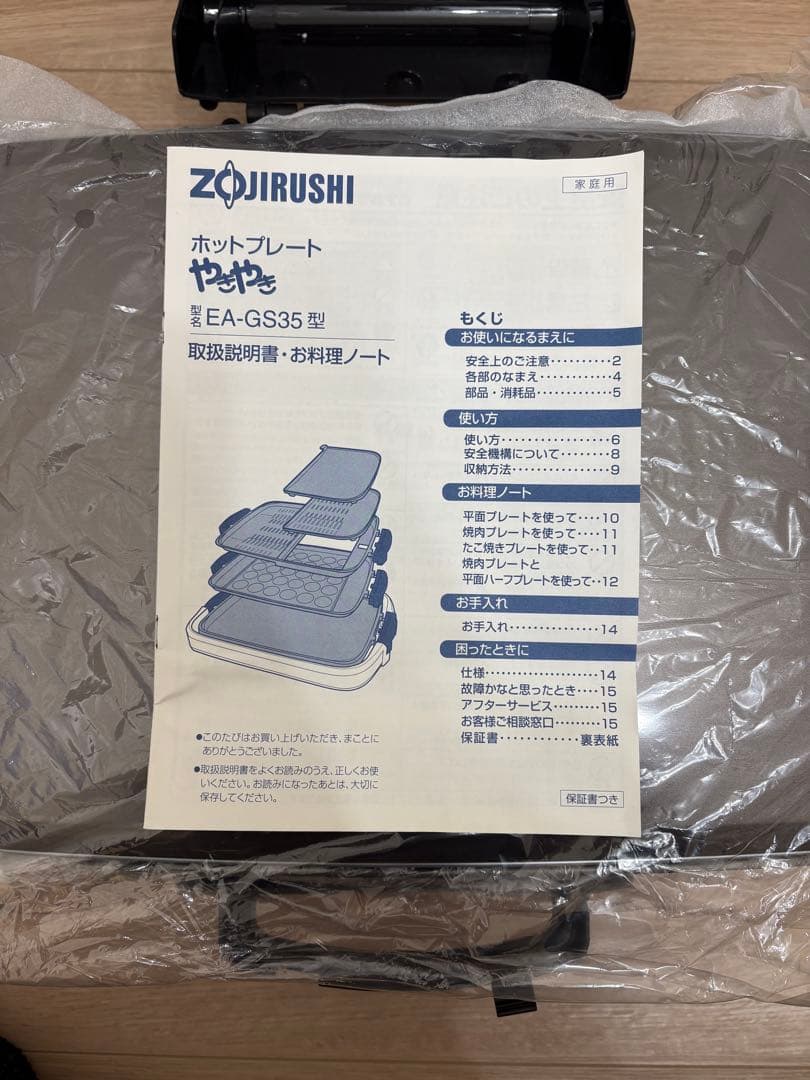 ZOJIRUSHI
家庭用
ホットプレート
やきやき
型名 EA-GS35 型
取扱説明書・お料理ノート
もくじ
お使いになるまえに
安全上のご注意··········2
各部のなまえ············4
部品・消耗品············5
使い方
使い方·················6
安全機構について········8
収納方法···············9
お料理ノート
平面プレートを使って····10
焼肉プレートを使って····11
たこ焼きプレートを使って··11
焼肉プレートと
平面ハーフプレートを使って··12
お手入れ
お手入れ···············14
困ったときに
仕様·················14
故障かなと思ったとき····15
アフターサービス·········15
お客様ご相談窓口·······15
保証書············裏表紙
●このたびはお買い上げいただき、まことに
ありがとうございました。
●取扱説明書をよくお読みのうえ、正しくお使
いください。お読みになったあとは、大切に
保存してください。
保証書つき